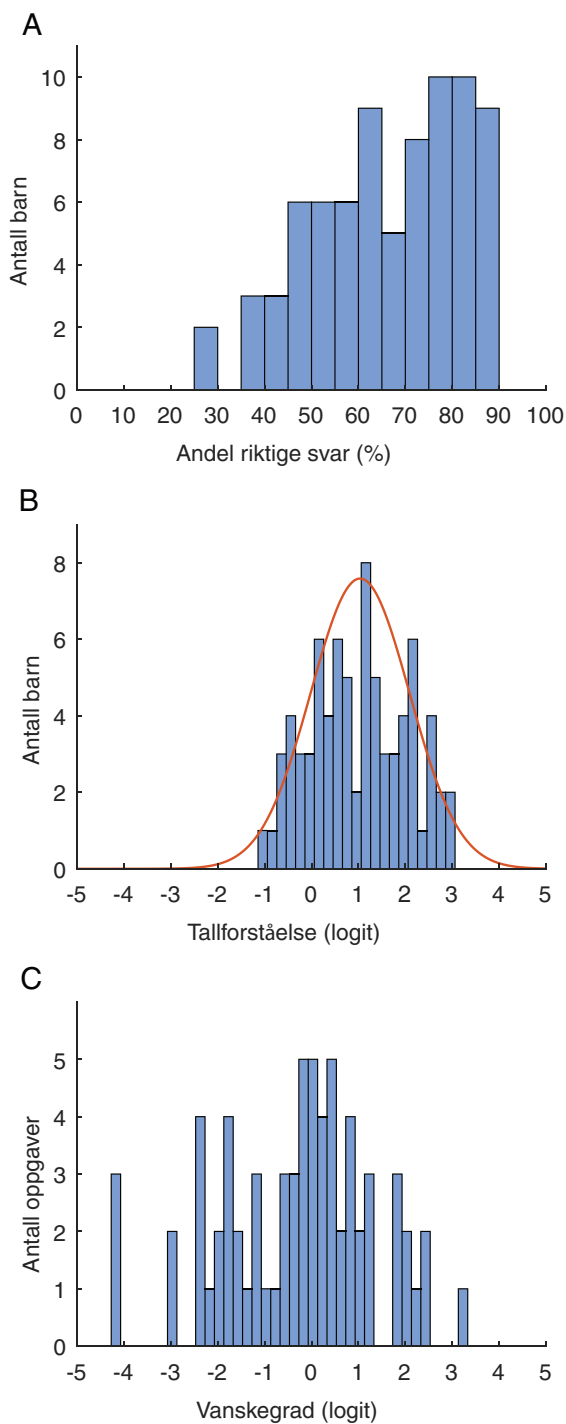 A
10
8
6
4
2
0
Antall barn
0 10 20 30 40 50 60 70 80 90 100
Andel riktige svar (%)
B
8
6
4
2
0
Antall barn
-5 -4 -3 -2 -1 0 1 2 3 4 5
Tallforståelse (logit)
C
5
4
3
2
1
0
Antall oppgaver
-5 -4 -3 -2 -1 0 1 2 3 4 5
Vanskegrad (logit)